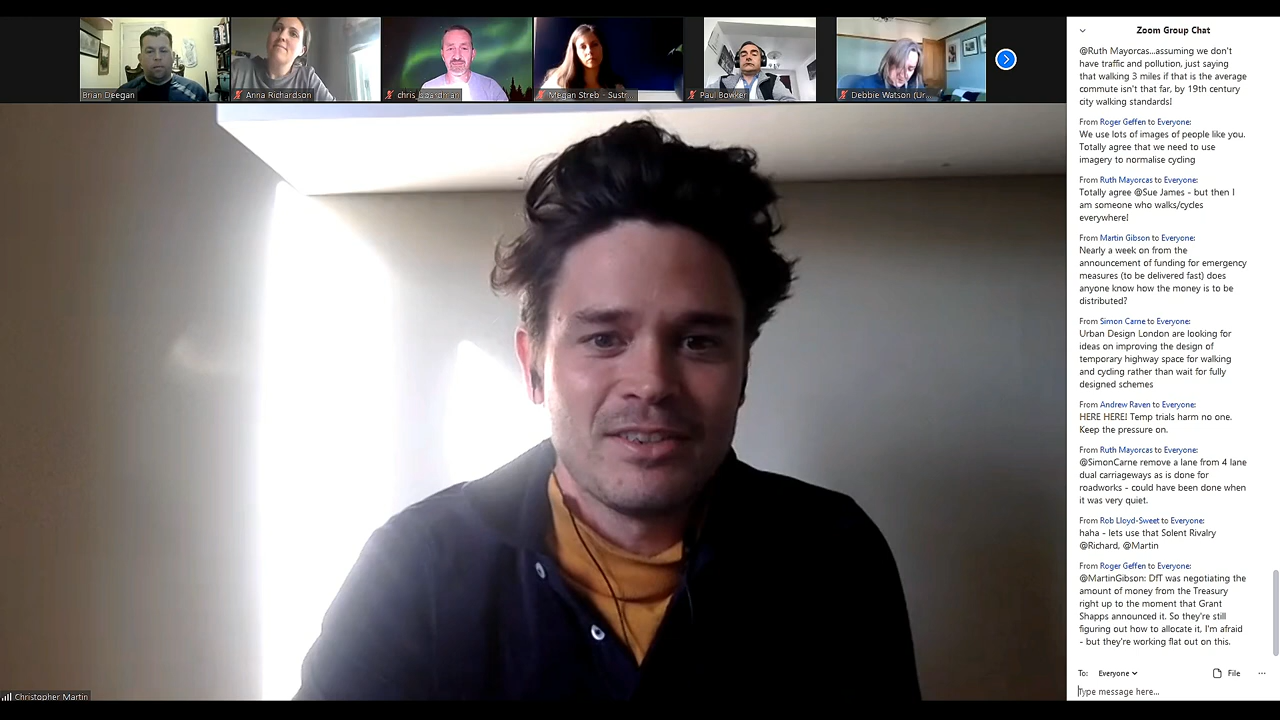 Brian Deegan
Anna Richardson
Megan Streb - Sustr...
Paul Bowker
Debbie Watson (Ur...
Christopher Martin
Zoom Group Chat
@Ruth Mayorcas...assuming we don't
have traffic and pollution, just saying
that walking 3 miles if that is the average
commute isn't that far, by 19th century
city walking standards!
From Roger Geffen to Everyone:
We use lots of images of people like you.
Totally agree that we need to use
imagery to normalise cycling
From Ruth Mayorcas to Everyone:
Totally agree @Sue James - but then I
am someone who walks/cycles
everywhere!
From Martin Gibson to Everyone:
Nearly a week on from the
announcement of funding for emergency
measures (to be delivered fast) does
anyone know how the money is to be
distributed?
From Simon Carne to Everyone:
Urban Design London are looking for
ideas on improving the design of
temporary highway space for walking
and cycling rather than wait for fully
designed schemes
From Andrew Raven to Everyone:
HERE HERE! Temp trials harm no one.
Keep the pressure on.
From Ruth Mayorcas to Everyone:
@SimonCarne remove a lane from 4 lane
dual carriageways as is done for
roadworks - could have been done when
it was very quiet.
From Rob Lloyd-Sweet to Everyone:
haha - lets use that Solent Rivalry
@Richard, @Martin
From Roger Geffen to Everyone:
@MartinGibson: DfT was negotiating the
amount of money from the Treasury
right up to the moment that Grant
Shapps announced it. So they're still
figuring out how to allocate it, I'm afraid
- but they're working flat out on this.
To: Everyone File ...
Type message here...